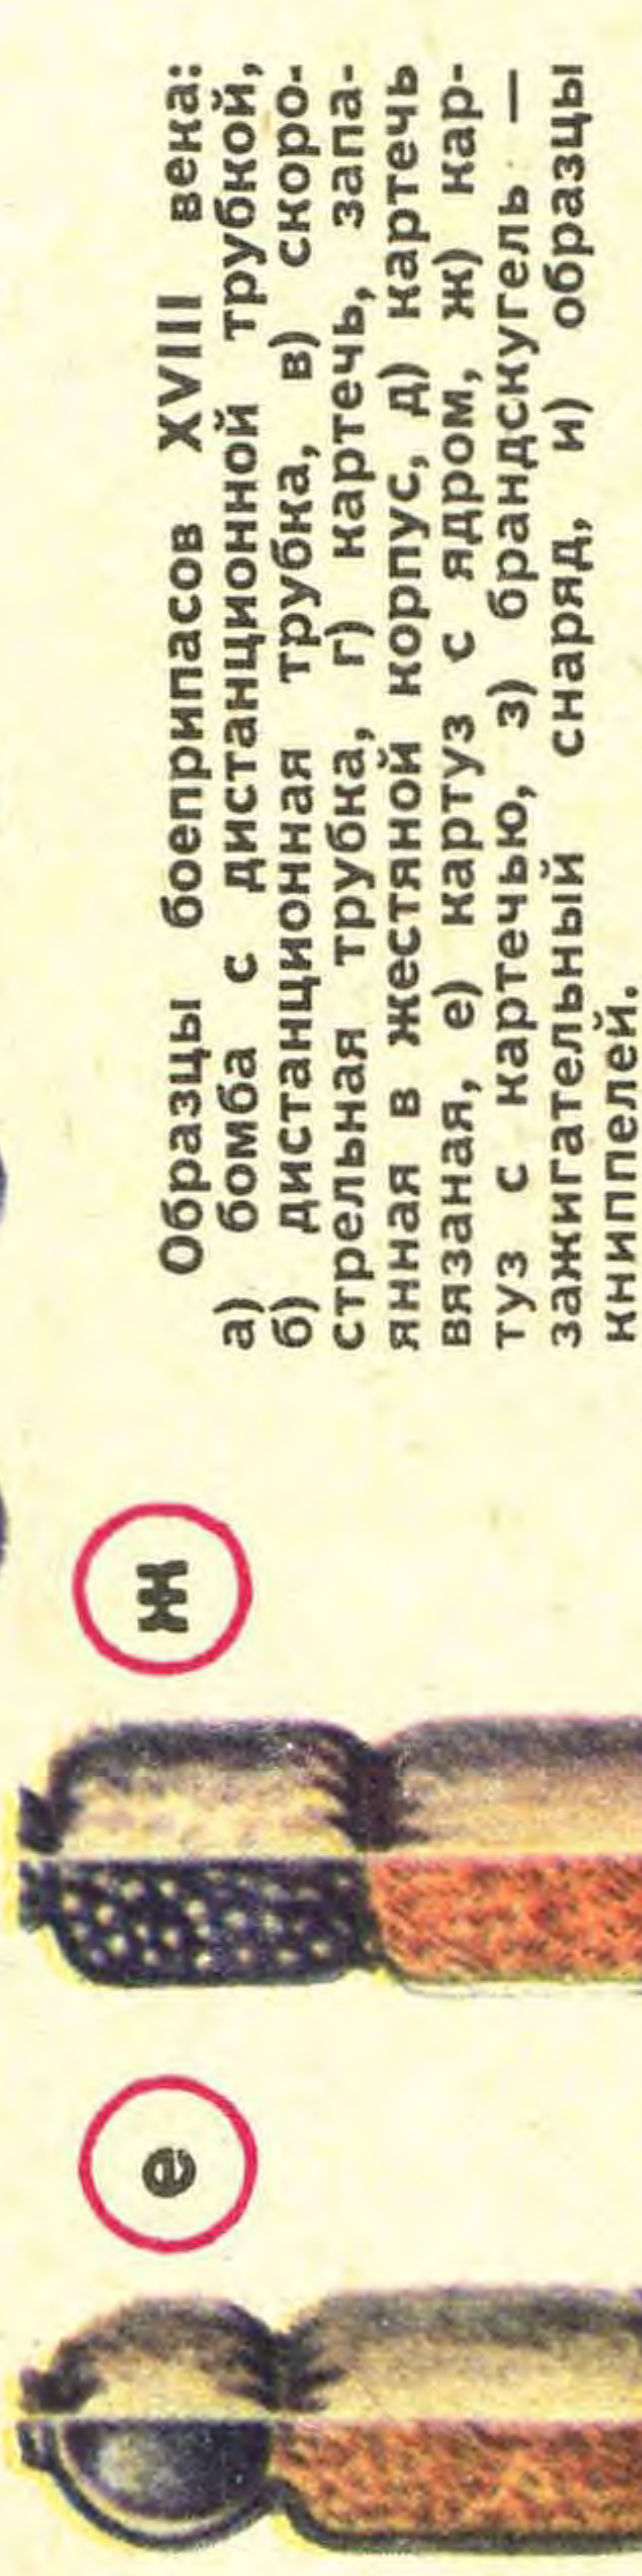 Образцы боеприпасов XVIII века:
а) бомба с дистанционной трубкой,
б) дистанционная трубка, в) скоро-
стрельная трубка, г) картечь, запа-
янная в жестяной корпус, д) картечь
вязаная, е) картуз с ядром, ж) кар-
туз с картечью, з) брандскугель —
зажигательный снаряд, и) образцы
книппелей.
е
ж